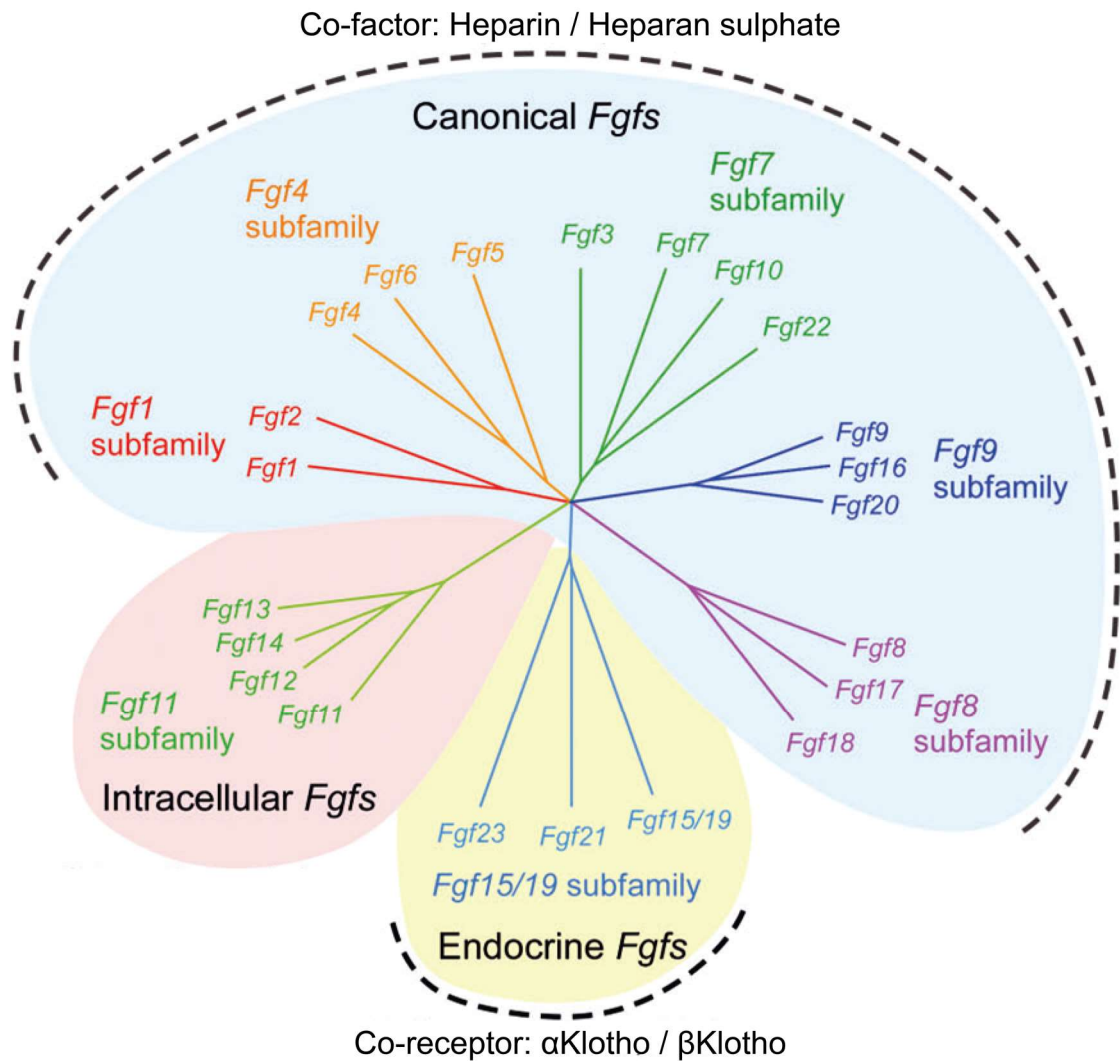 Co-factor: Heparin / Heparan sulphate
Canonical Fgfs
Fgf4
subfamily
Fgf7
subfamily
Fgf3
Fgf7
Fgf5
Fgf6
Fgf10
Fgf4
Fgf22
Fgf1
subfamily
Fgf2
Fgf1
Fgf9
Fgf16
Fgf20
Fgf9
subfamily
Fgf13
Fgf14
Fgf12
Fgf11
Fgf11
subfamily
Intracellular Fgfs
Fgf8
Fgf17
Fgf18
Fgf8
subfamily
Fgf23
Fgf21
Fgf15/19
Fgf15/19 subfamily
Endocrine Fgfs
Co-receptor: αKlotho / βKlotho